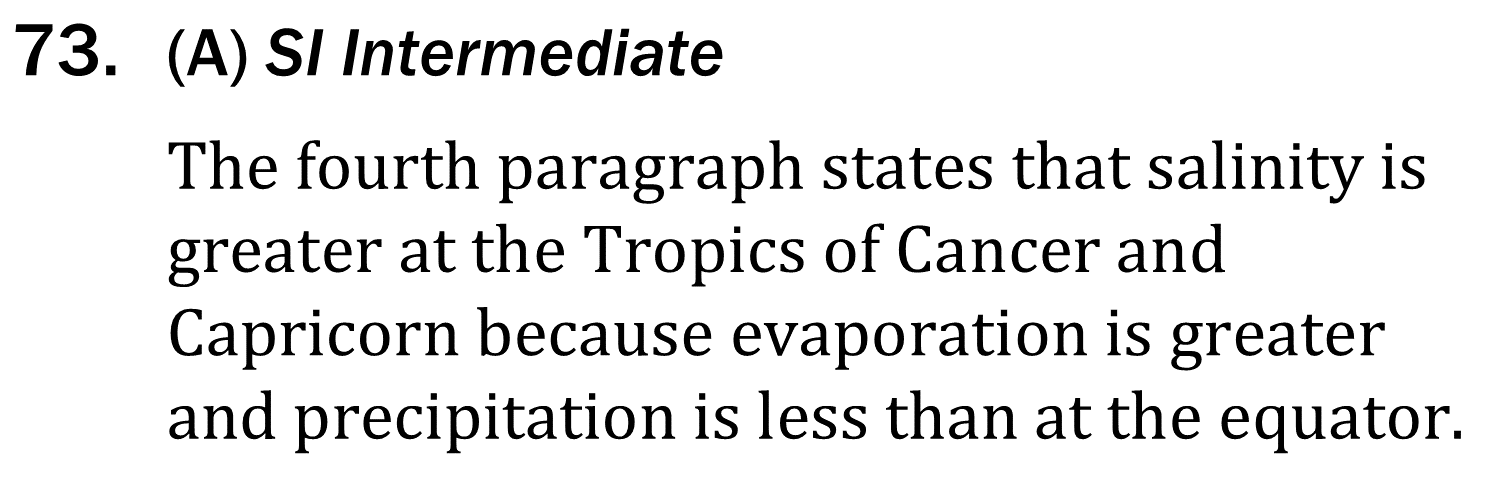 73. (A) SI Intermediate
The fourth paragraph states that salinity is
greater at the Tropics of Cancer and
Capricorn because evaporation is greater
and precipitation is less than at the equator.